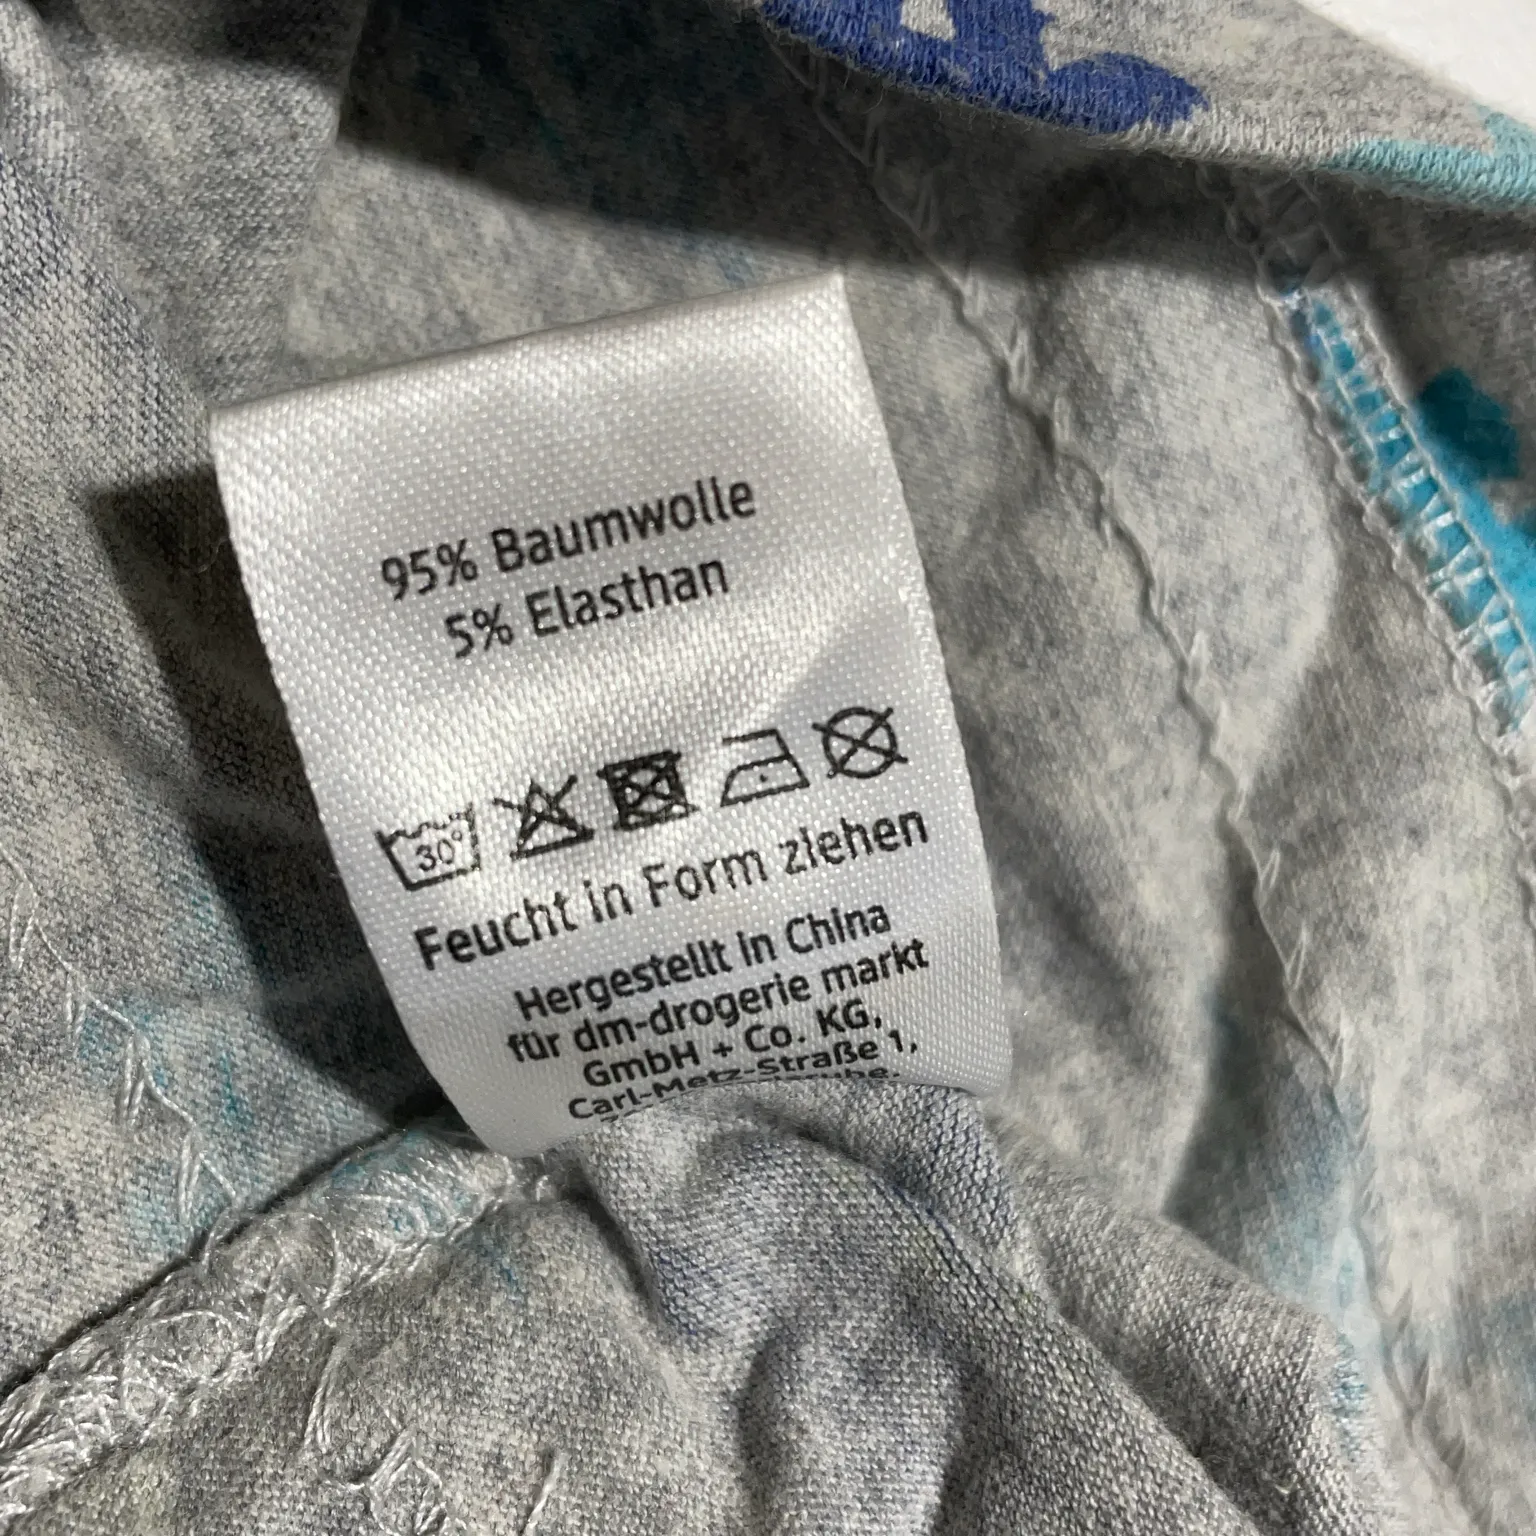 95% Baumwolle
5% Elasthan
30°
Feucht in Form ziehen
Hergestellt in China
für dm-drogerie markt
GmbH + Co. KG,
Carl-Metz-Straße 1,